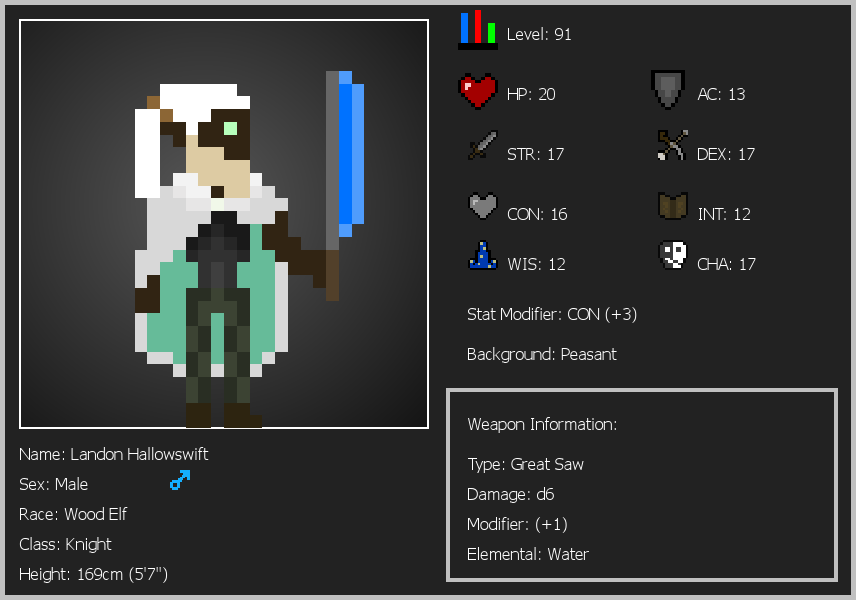 Level: 91
HP: 20
AC: 13
STR: 17
DEX: 17
CON: 16
INT: 12
WIS: 12
CHA: 17
Stat Modifier: CON (+3)
Background: Peasant
Weapon Information:
Type: Great Saw
Damage: d6
Modifier: (+1)
Elemental: Water
Name: Landon Hallowswift
Sex: Male
Race: Wood Elf
Class: Knight
Height: 169cm (5'7")